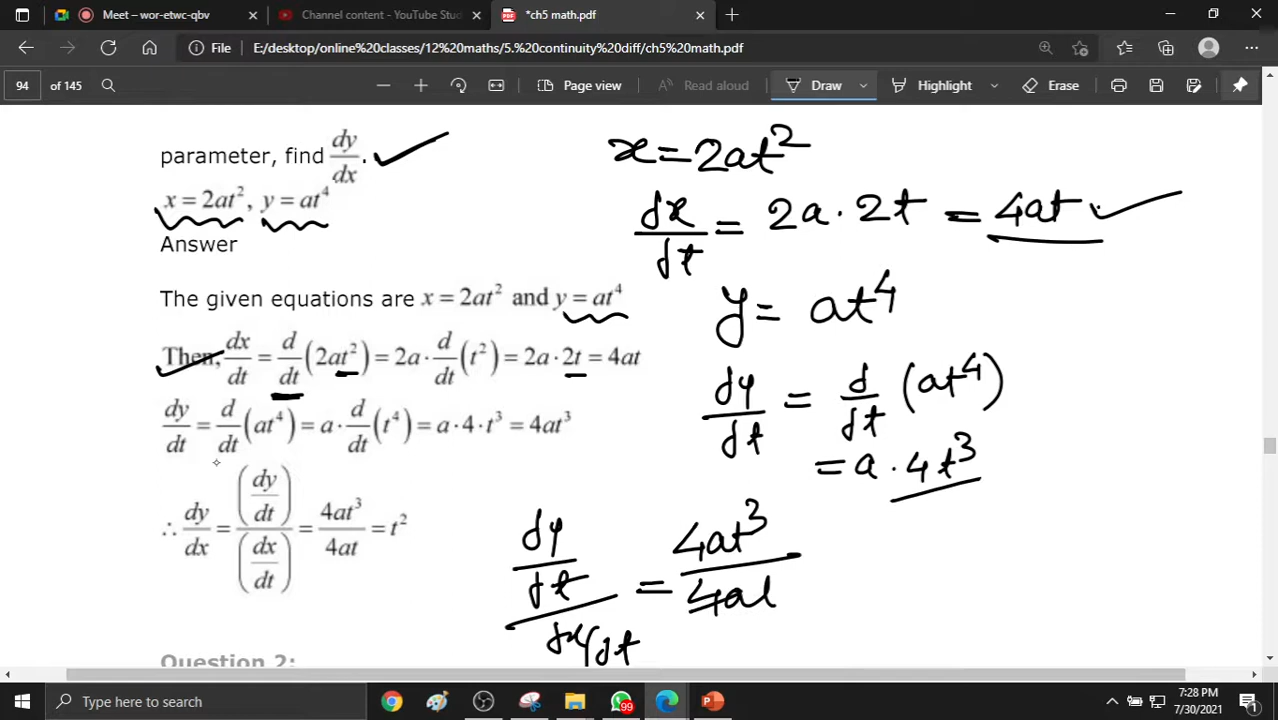 Meet – wor-etwc-qbv
Channel content - YouTube Stud
*ch5 math.pdf
File
E:/desktop/online%20classes/12%20maths/5.%20continuity%20diff/ch5%20math.pdf
94 of 145
Page view
Read aloud
Draw
Highlight
Erase
parameter, find dy/dx.
x = 2at², y = at⁴
Answer
The given equations are x = 2at² and y = at⁴
Then, dx/dt = d/dt(2at²) = 2a · d/dt(t²) = 2a · 2t = 4at
dy/dt = d/dt(at⁴) = a · d/dt(t⁴) = a · 4 · t³ = 4at³
∴ dy/dx = (dy/dt)/(dx/dt) = 4at³/4at = t²
Question 2:
x = 2at²
dx/dt = 2a · 2t = 4at
y = at⁴
dy/dt = d/dt (at⁴)
= a · 4t³
dy/dt / dx/dt = 4at³/4at
Type here to search
99
7:28 PM
7/30/2021
1